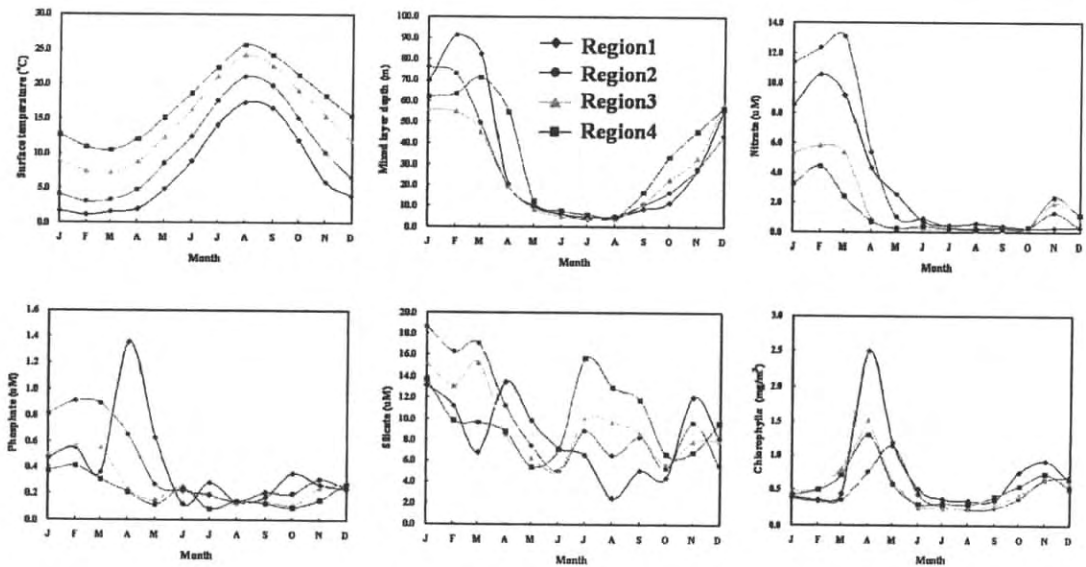 Surface temperature (°C)
30.0
25.0
20.0
15.0
10.0
5.0
0.0
J F M A M J J A S O N D
Month
Mixed layer depth (m)
100.0
90.0
80.0
70.0
60.0
50.0
40.0
30.0
20.0
10.0
0.0
J F M A M J J A S O N D
Month
Region1
Region2
Region3
Region4
Nitrate (uM)
14.0
12.0
10.0
8.0
6.0
4.0
2.0
0.0
J F M A M J J A S O N D
Month
Phosphate (uM)
1.6
1.4
1.2
1.0
0.8
0.6
0.4
0.2
0.0
J F M A M J J A S O N D
Month
Silicate (uM)
20.0
18.0
16.0
14.0
12.0
10.0
8.0
6.0
4.0
2.0
0.0
J F M A M J J A S O N D
Month
Chlorophylla (mg/m³)
3.0
2.5
2.0
1.5
1.0
0.5
0.0
J F M A M J J A S O N D
Month